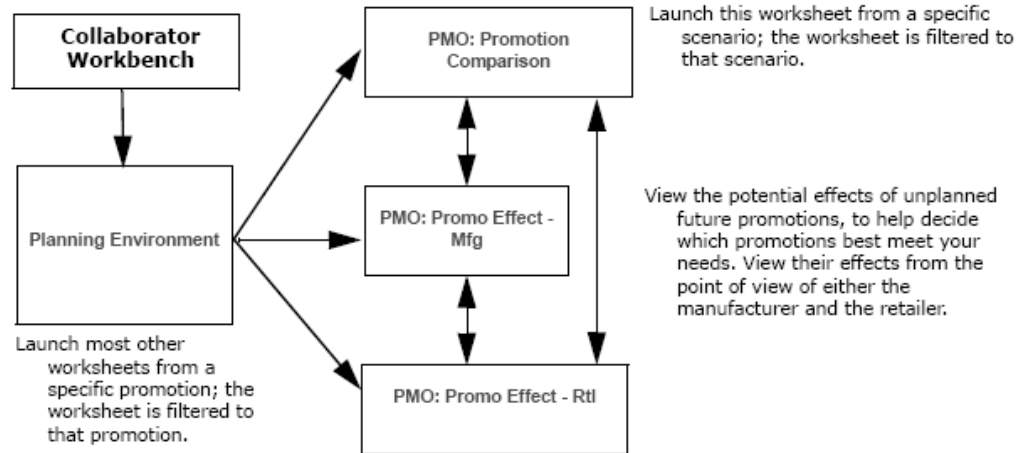 Collaborator
Workbench
PMO: Promotion
Comparison
Launch this worksheet from a specific
scenario; the worksheet is filtered to
that scenario.
Planning Environment
PMO: Promo Effect -
Mfg
View the potential effects of unplanned
future promotions, to help decide
which promotions best meet your
needs. View their effects from the
point of view of either the
manufacturer and the retailer.
Launch most other
worksheets from a
specific promotion; the
worksheet is filtered to
that promotion.
PMO: Promo Effect - Rtl